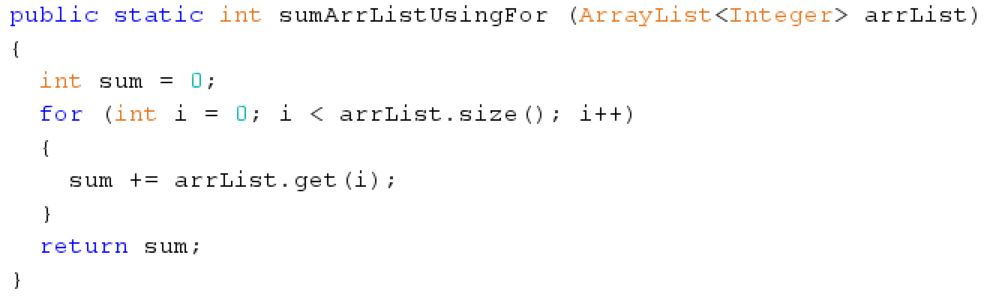 public static int sumArrListUsingFor (ArrayList<Integer> arrList)
{
  int sum = 0;
  for (int i = 0; i < arrList.size(); i++)
  {
    sum += arrList.get(i);
  }
  return sum;
}